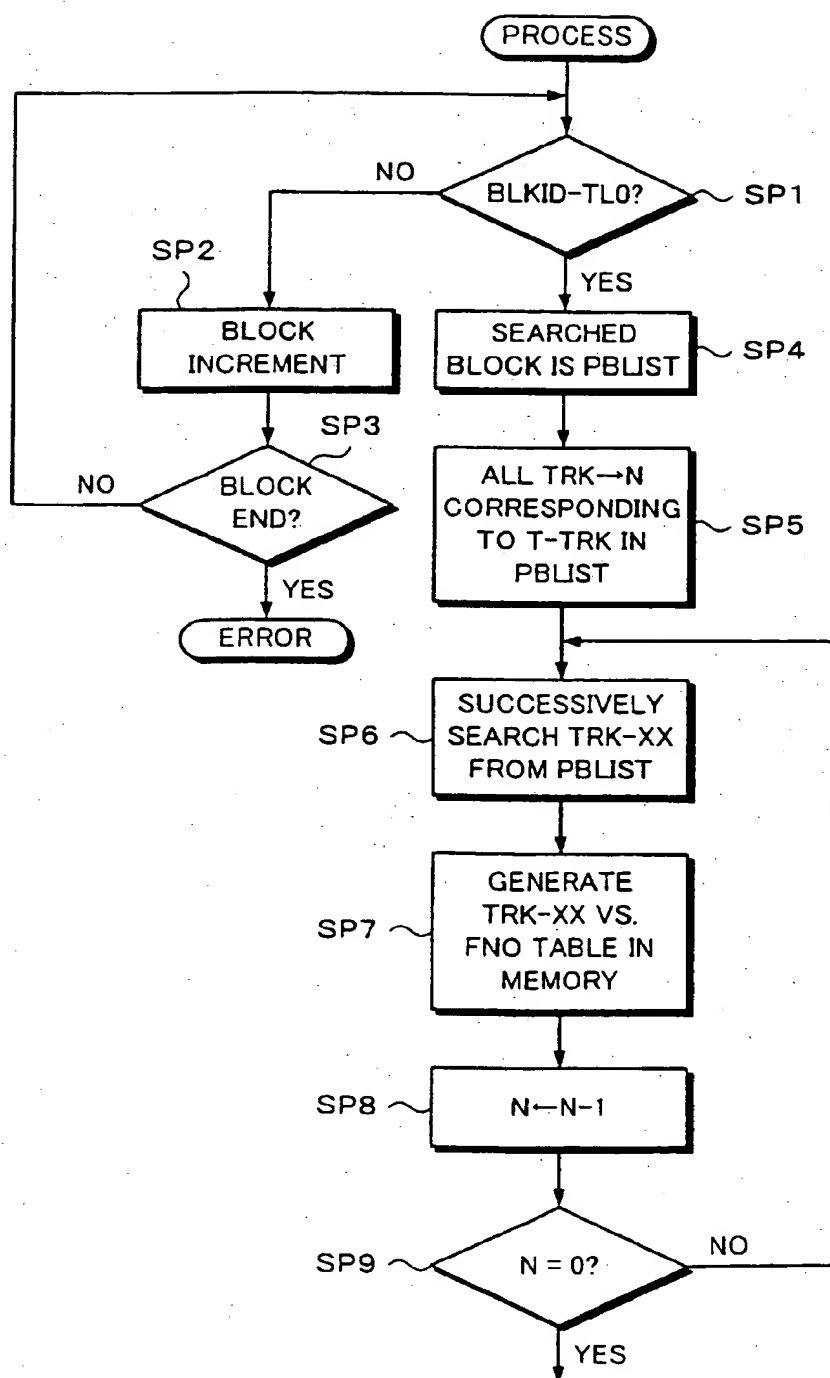 PROCESS
NO
BLKID-TL0?
SP1
SP2
YES
BLOCK
INCREMENT
SEARCHED
BLOCK IS PBLIST
SP4
SP3
NO
BLOCK
END?
ALL TRK→N
CORRESPONDING
TO T-TRK IN
PBLIST
SP5
YES
ERROR
SP6
SUCCESSIVELY
SEARCH TRK-XX
FROM PBLIST
SP7
GENERATE
TRK-XX VS.
FNO TABLE IN
MEMORY
SP8
N←N-1
SP9
N = 0?
NO
YES